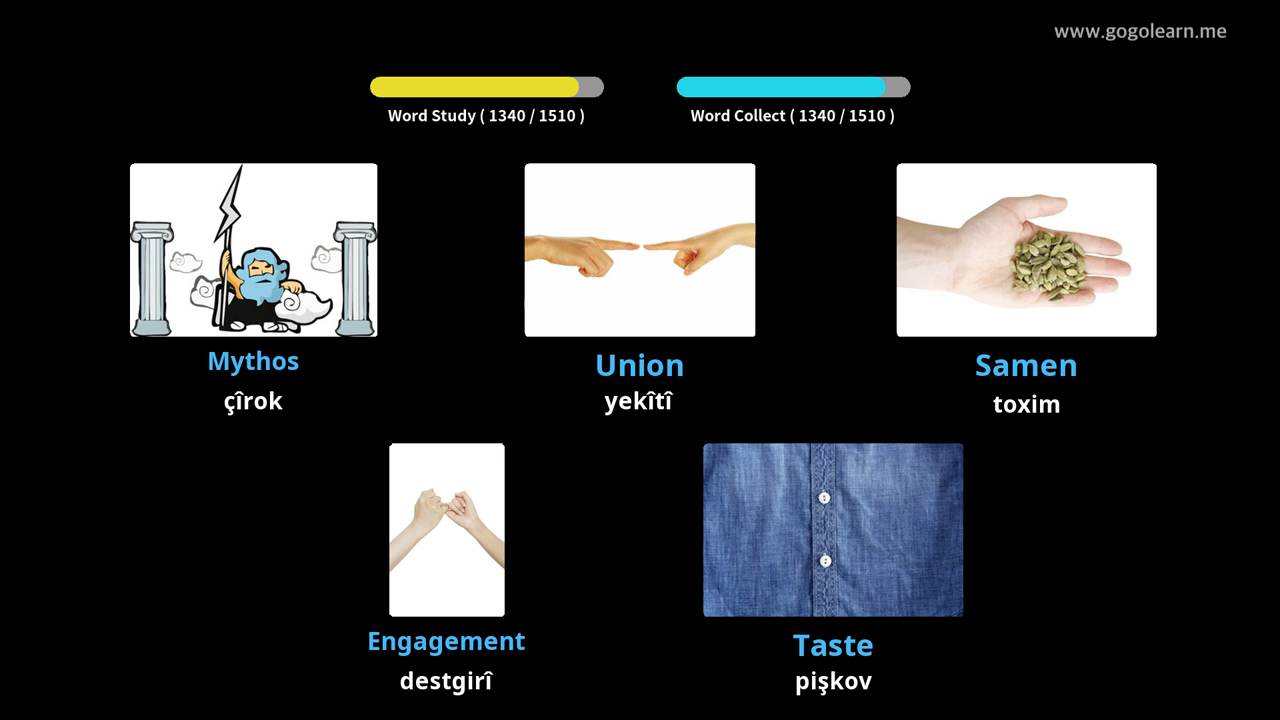 www.gogolearn.me
Word Study ( 1340 / 1510 )
Word Collect ( 1340 / 1510 )
Mythos
çîrok
Union
yekîtî
Samen
toxim
Engagement
destgirî
Taste
pişkov